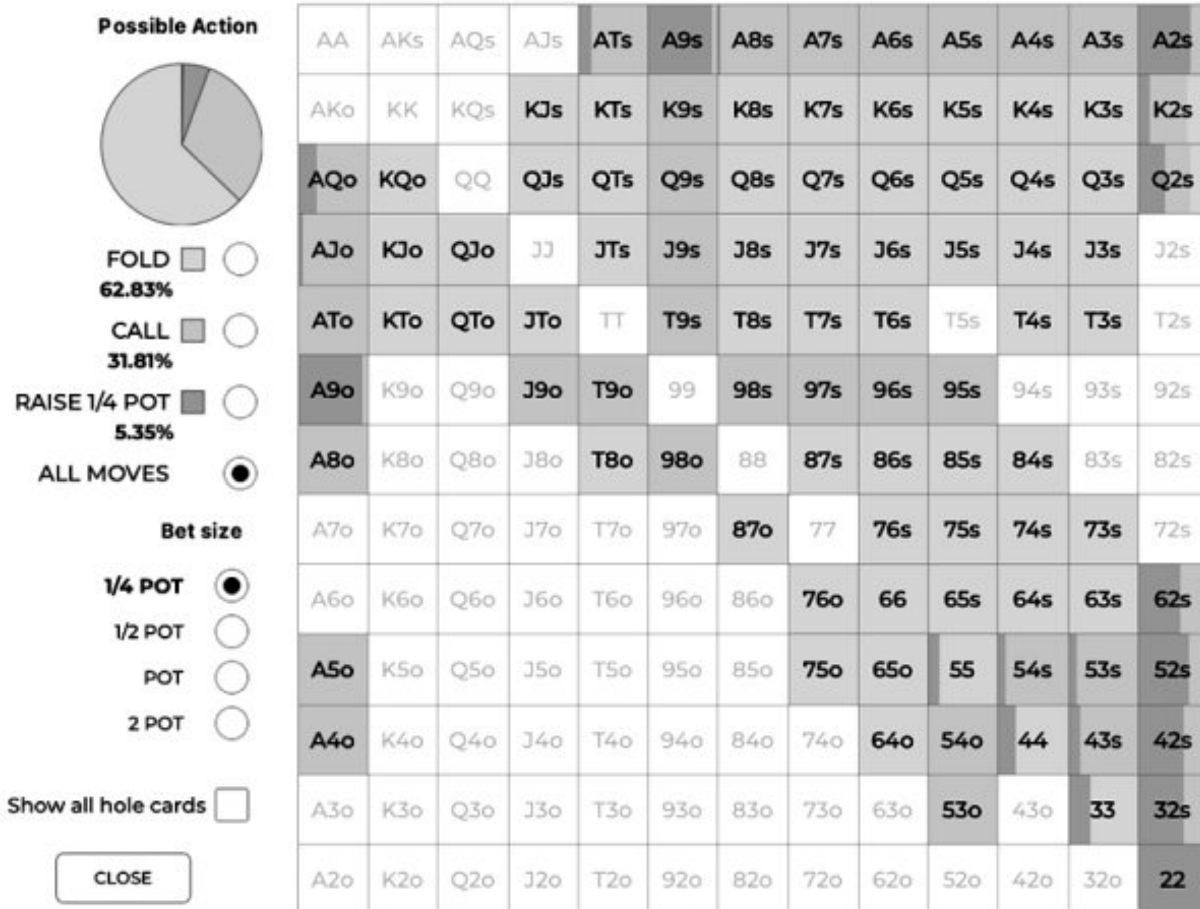 Possible Action
FOLD
62.83%
CALL
31.81%
RAISE 1/4 POT
5.35%
ALL MOVES
Bet size
1/4 POT
1/2 POT
POT
2 POT
Show all hole cards
CLOSE
AA AKs AQs AJs ATs A9s A8s A7s A6s A5s A4s A3s A2s
AKo KK KQs KJs KTs K9s K8s K7s K6s K5s K4s K3s K2s
AQo KQo QQ QJs QTs Q9s Q8s Q7s Q6s Q5s Q4s Q3s Q2s
AJo KJo QJo JJ JTs J9s J8s J7s J6s J5s J4s J3s J2s
ATo KTo QTo JTo TT T9s T8s T7s T6s T5s T4s T3s T2s
A9o K9o Q9o J9o T9o 99 98s 97s 96s 95s 94s 93s 92s
A8o K8o Q8o J8o T8o 98o 88 87s 86s 85s 84s 83s 82s
A7o K7o Q7o J7o T7o 97o 87o 77 76s 75s 74s 73s 72s
A6o K6o Q6o J6o T6o 96o 86o 76o 66 65s 64s 63s 62s
A5o K5o Q5o J5o T5o 95o 85o 75o 65o 55 54s 53s 52s
A4o K4o Q4o J4o T4o 94o 84o 74o 64o 54o 44 43s 42s
A3o K3o Q3o J3o T3o 93o 83o 73o 63o 53o 43o 33 32s
A2o K2o Q2o J2o T2o 92o 82o 72o 62o 52o 42o 32o 22